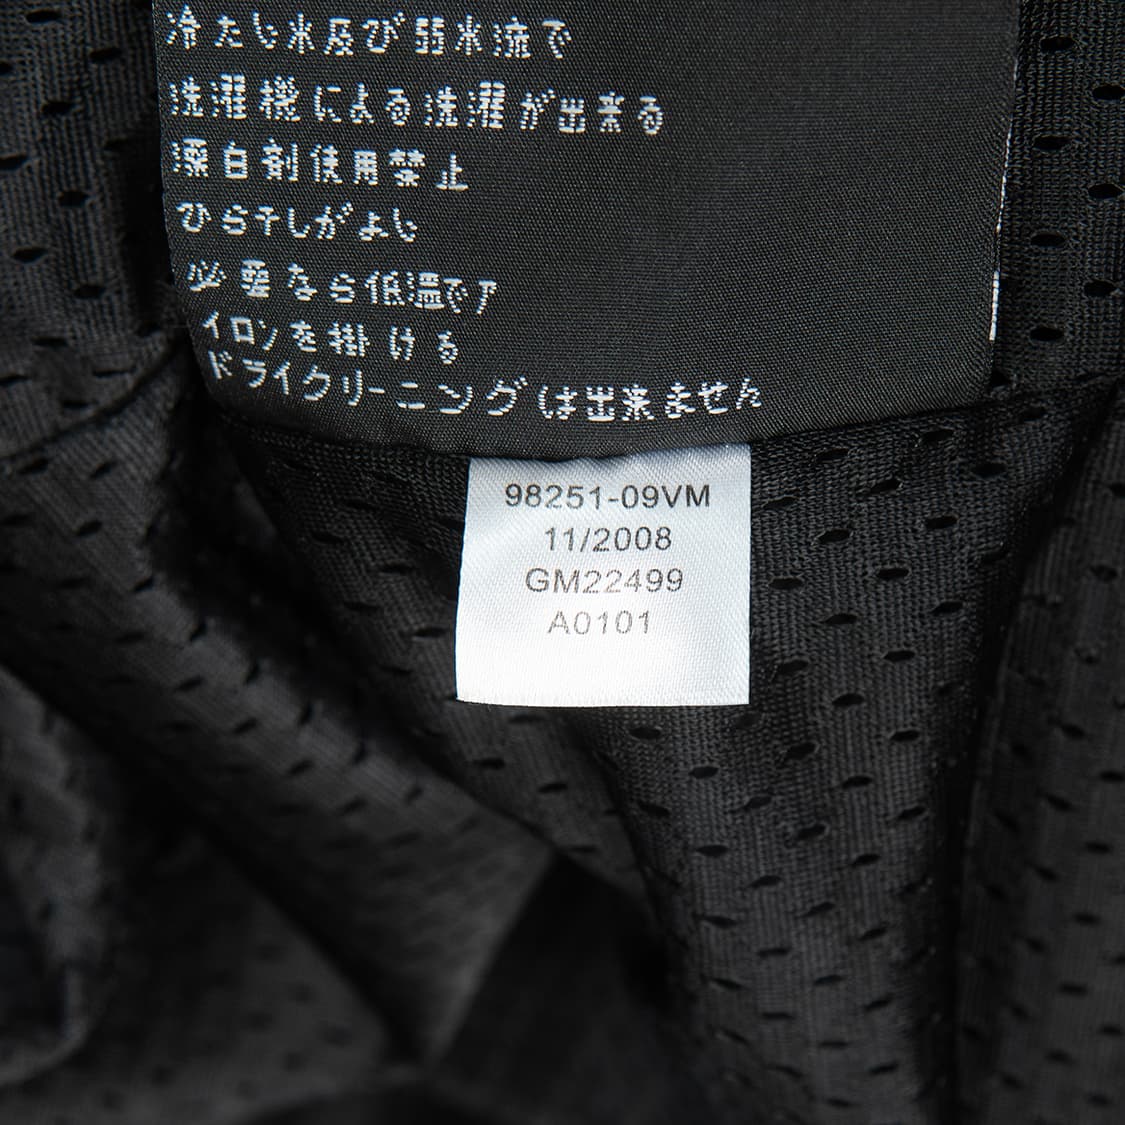 冷たい水及び弱水流で
洗濯機による洗濯が出来る
漂白剤使用禁止
ひら干しがよい
必要なら低温でア
イロンを掛ける
ドライクリーニングは出来ません
98251-09VM
11/2008
GM22499
A0101